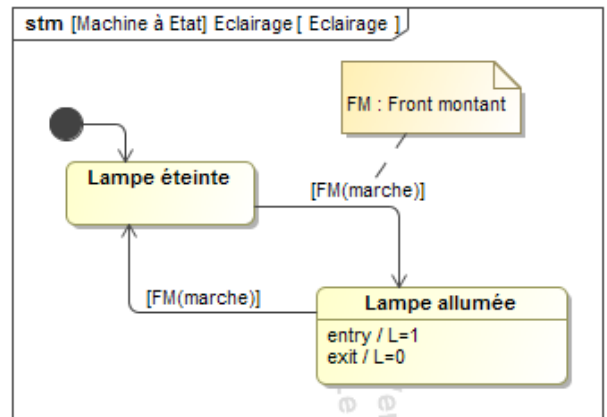 stm [Machine à Etat] Eclairage [ Eclairage ]
FM : Front montant
Lampe éteinte
[FM(marche)]
[FM(marche)]
Lampe allumée
entry / L=1
exit / L=0